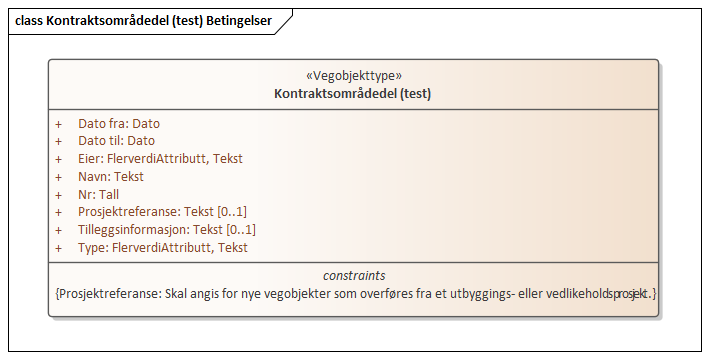 class Kontraktsområdedel (test) Betingelser
«Vegobjekttype»
Kontraktsområdedel (test)
+ Dato fra: Dato
+ Dato til: Dato
+ Eier: FlerverdiAttributt, Tekst
+ Navn: Tekst
+ Nr: Tall
+ Prosjektreferanse: Tekst [0..1]
+ Tilleggsinformasjon: Tekst [0..1]
+ Type: FlerverdiAttributt, Tekst
constraints
{Prosjektreferanse: Skal angis for nye vegobjekter som overføres fra et utbyggings- eller